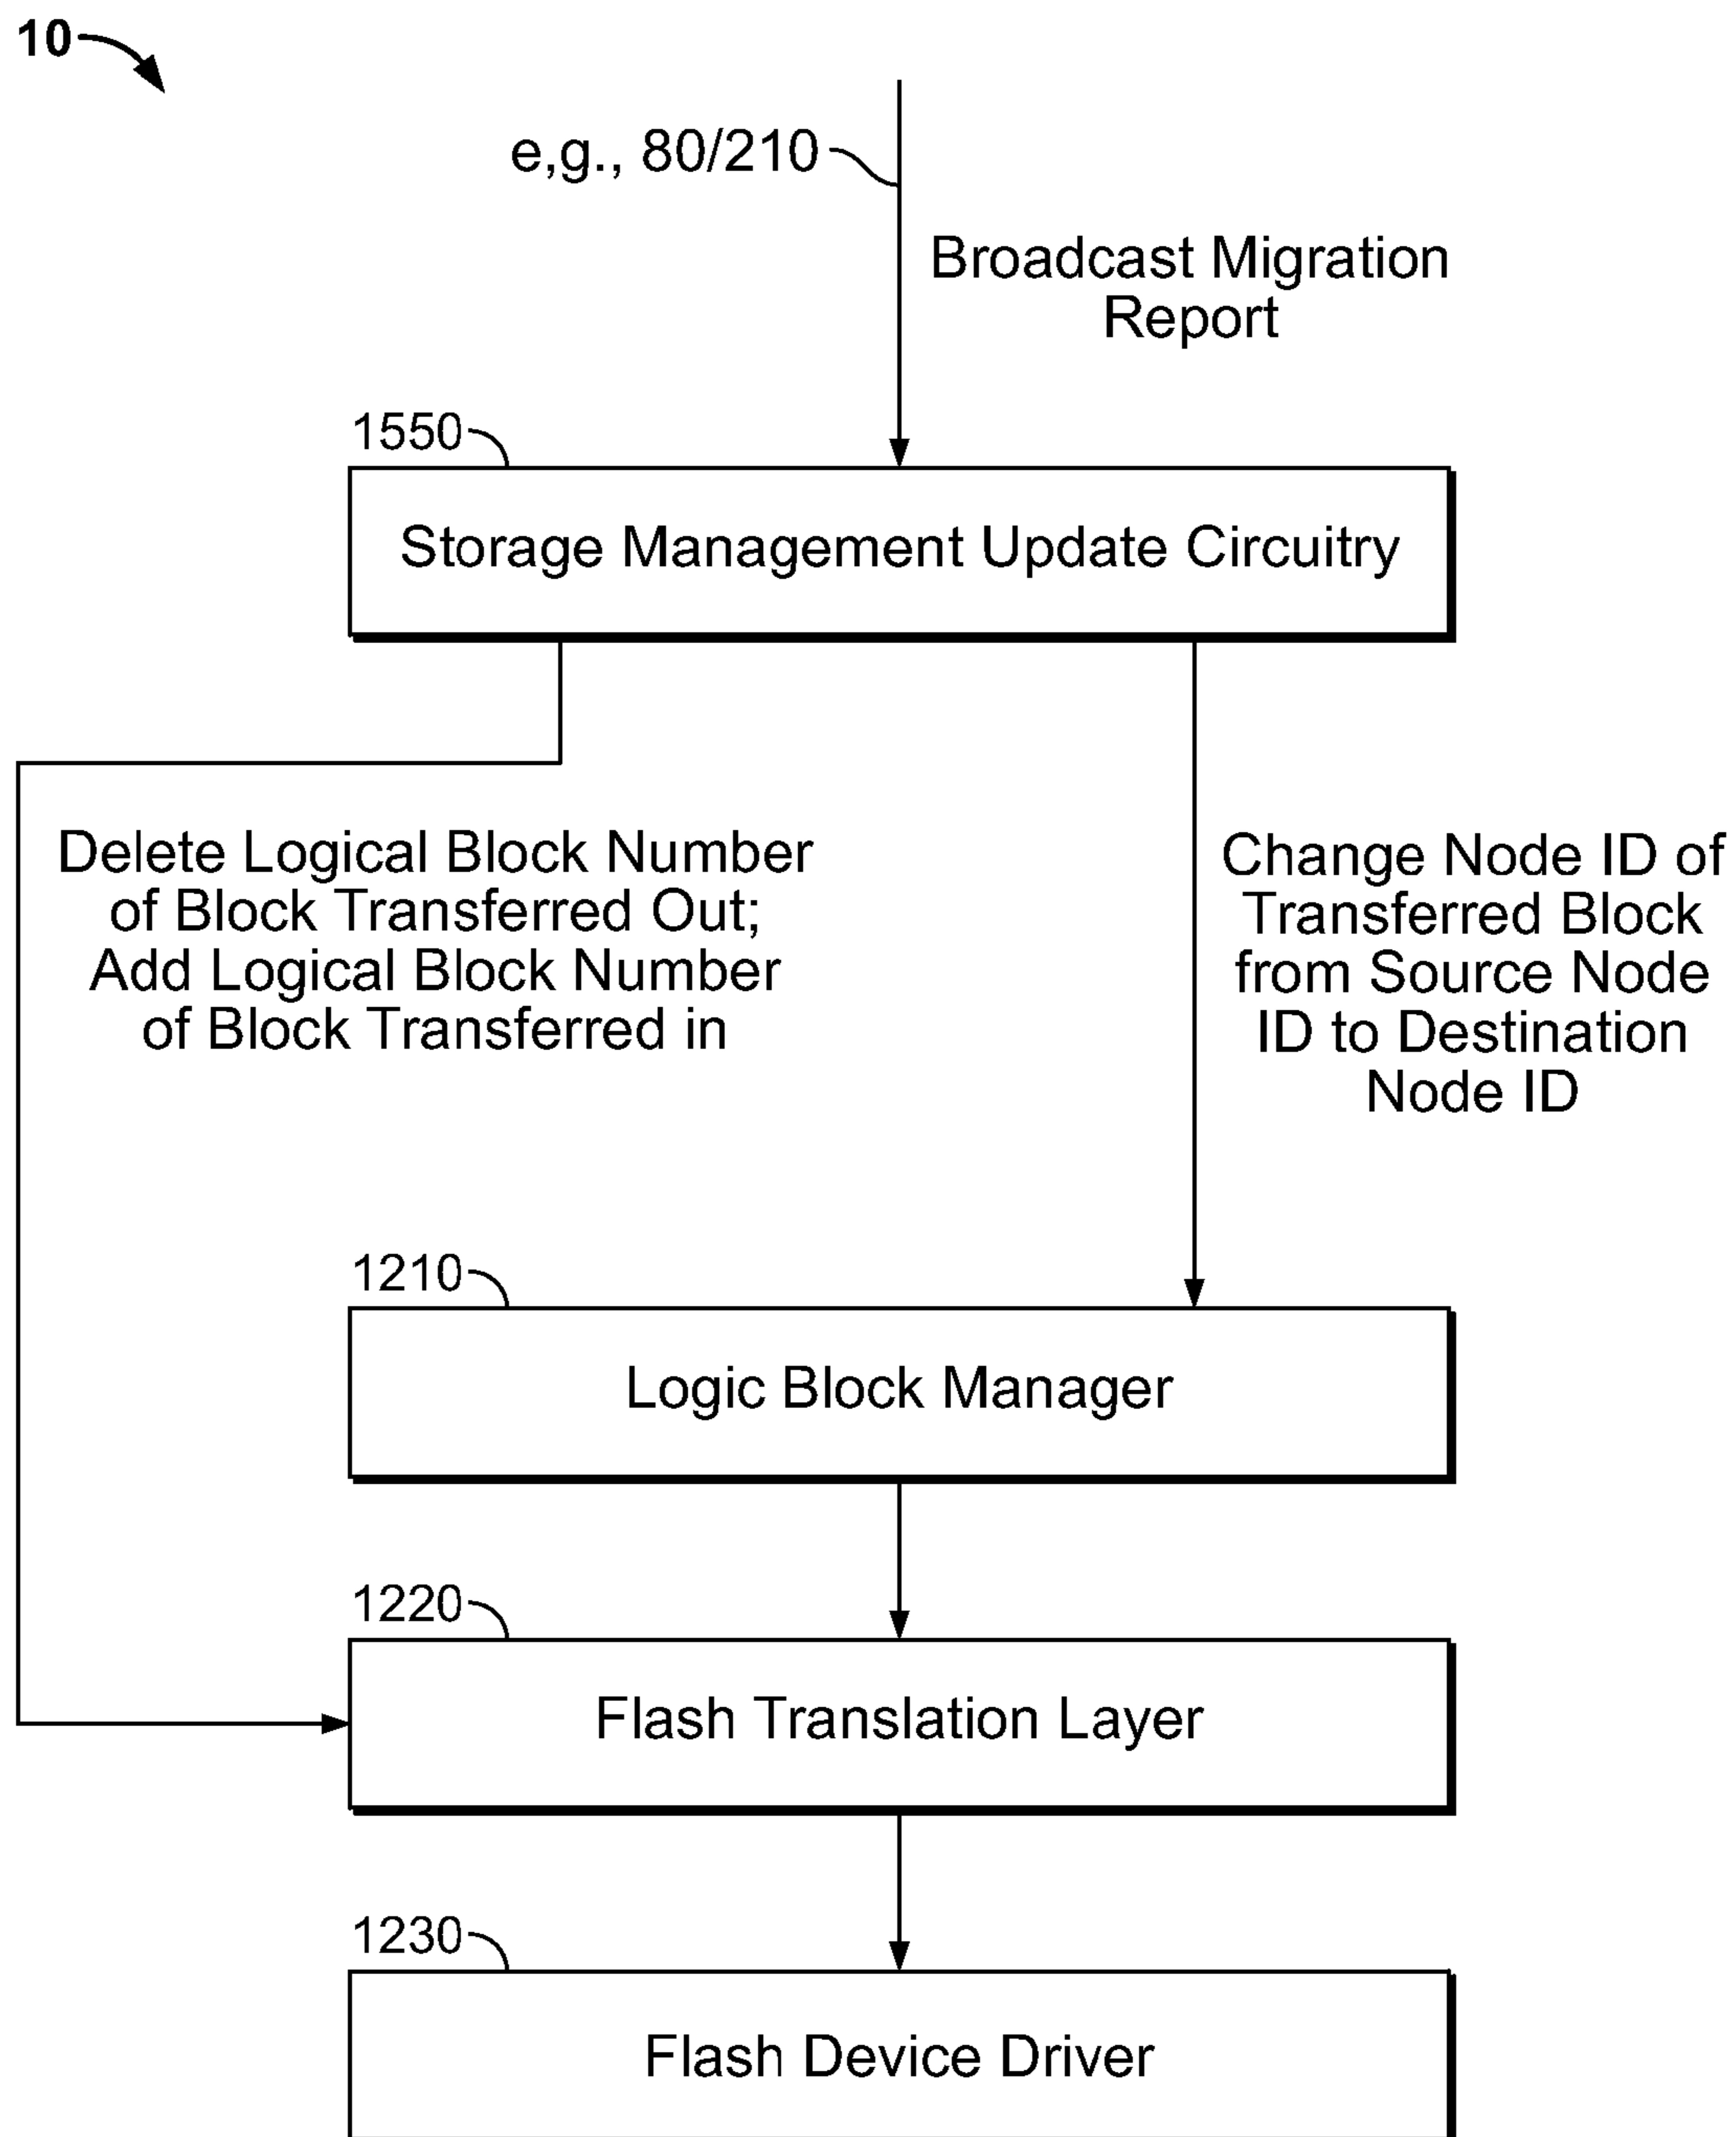 10
e,g., 80/210
Broadcast Migration
Report
1550
Storage Management Update Circuitry
Delete Logical Block Number
of Block Transferred Out;
Add Logical Block Number
of Block Transferred in
Change Node ID of
Transferred Block
from Source Node
ID to Destination
Node ID
1210
Logic Block Manager
1220
Flash Translation Layer
1230
Flash Device Driver